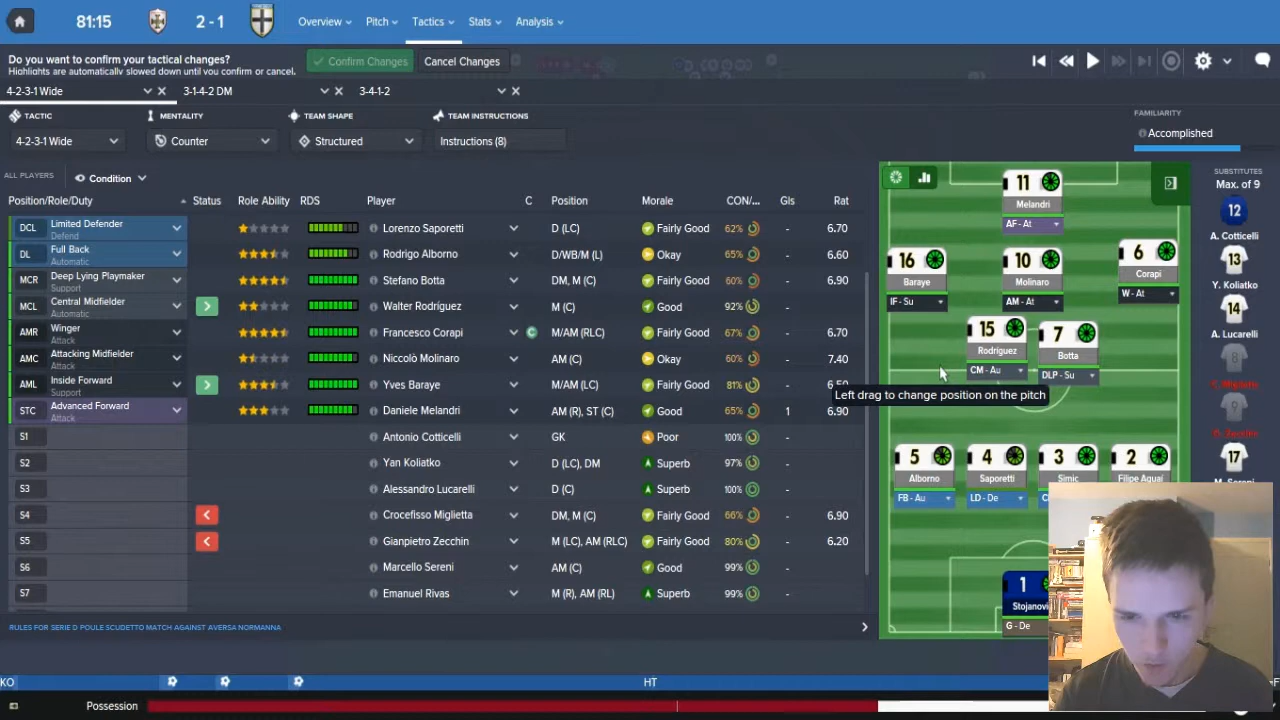 81:15
2 - 1
Overview
Pitch
Tactics
Stats
Analysis
Do you want to confirm your tactical changes?
Highlights are automatically slowed down until you confirm or cancel.
Confirm Changes
Cancel Changes
4-2-3-1 Wide
3-1-4-2 DM
3-4-1-2
TACTIC
MENTALITY
TEAM SHAPE
TEAM INSTRUCTIONS
FAMILIARITY
4-2-3-1 Wide
Counter
Structured
Instructions (8)
Accomplished
ALL PLAYERS
Condition
Position/Role/Duty
Status
Role Ability
RDS
Player
C
Position
Morale
CON/...
Gls
Rat
DCL Limited Defender Defend Lorenzo Saporetti D (LC) Fairly Good 62% - 6.70
DL Full Back Automatic Rodrigo Alborno D/WB/M (L) Okay 65% - 6.60
MCR Deep Lying Playmaker Support Stefano Botta DM, M (C) Fairly Good 60% - 6.90
MCL Central Midfielder Automatic Walter Rodríguez M (C) Good 92% -
AMR Winger Attack Francesco Corapi C M/AM (RLC) Fairly Good 67% - 6.70
AMC Attacking Midfielder Attack Niccolò Molinaro AM (C) Okay 60% - 7.40
AML Inside Forward Support Yves Baraye M/AM (LC) Fairly Good 81% - 6.50
STC Advanced Forward Attack Daniele Melandri AM (R), ST (C) Good 65% 1 6.90
S1 Antonio Cotticelli GK Poor 100% -
S2 Yan Koliatko D (LC), DM Superb 97% -
S3 Alessandro Lucarelli D (C) Superb 100% -
S4 Crocefisso Miglietta DM, M (C) Fairly Good 66% - 6.90
S5 Gianpietro Zecchin M (LC), AM (RLC) Fairly Good 80% - 6.20
S6 Marcello Sereni AM (C) Good 99% -
S7 Emanuel Rivas M (R), AM (RL) Superb 99% -
RULES FOR SERIE D POULE SCUDETTO MATCH AGAINST AVERSA NORMANNA
11
Melandri
AF - At
16
Baraye
IF - Su
10
Molinaro
AM - At
6
Corapi
W - At
15
Rodríguez
CM - Au
7
Botta
DLP - Su
Left drag to change position on the pitch
5
Alborno
FB - Au
4
Saporetti
LD - De
3
Simic
2
Filipe Aguaí
1
Stojanovi
G - De
SUBSTITUTES
Max. of 9
12
A. Cotticelli
13
Y. Koliatko
14
A. Lucarelli
8
C. Miglietta
9
G. Zecchin
17
M. Sereni
KO
HT
Possession